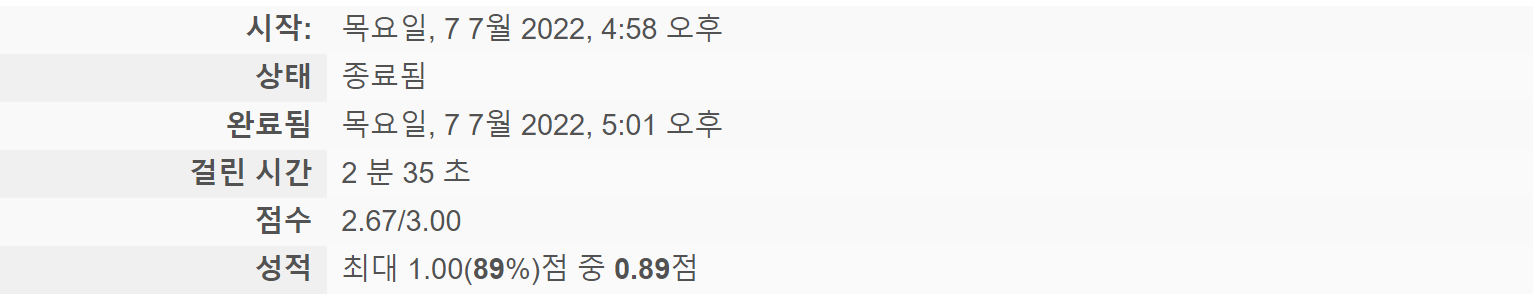 시작: 목요일, 7 7월 2022, 4:58 오후
상태 종료됨
완료됨 목요일, 7 7월 2022, 5:01 오후
걸린 시간 2 분 35 초
점수 2.67/3.00
성적 최대 1.00(89%)점 중 0.89점